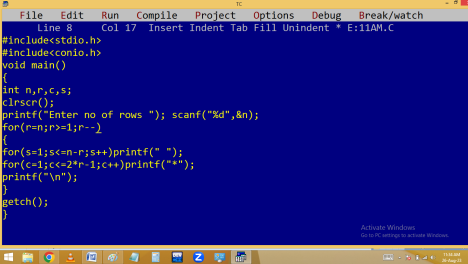 TC
File Edit Run Compile Project Options Debug Break/watch
Line 8 Col 17 Insert Indent Tab Fill Unindent * E:11AM.C
#include<stdio.h>
#include<conio.h>
void main()
{
int n,r,c,s;
clrscr();
printf("Enter no of rows "); scanf("%d",&n);
for(r=n;r>=1;r--)
{
for(s=1;s<=n-r;s++)printf(" ");
for(c=1;c<=2*r-1;c++)printf("*");
printf("\n");
}
getch();
}
Activate Windows
Go to PC settings to activate Windows.